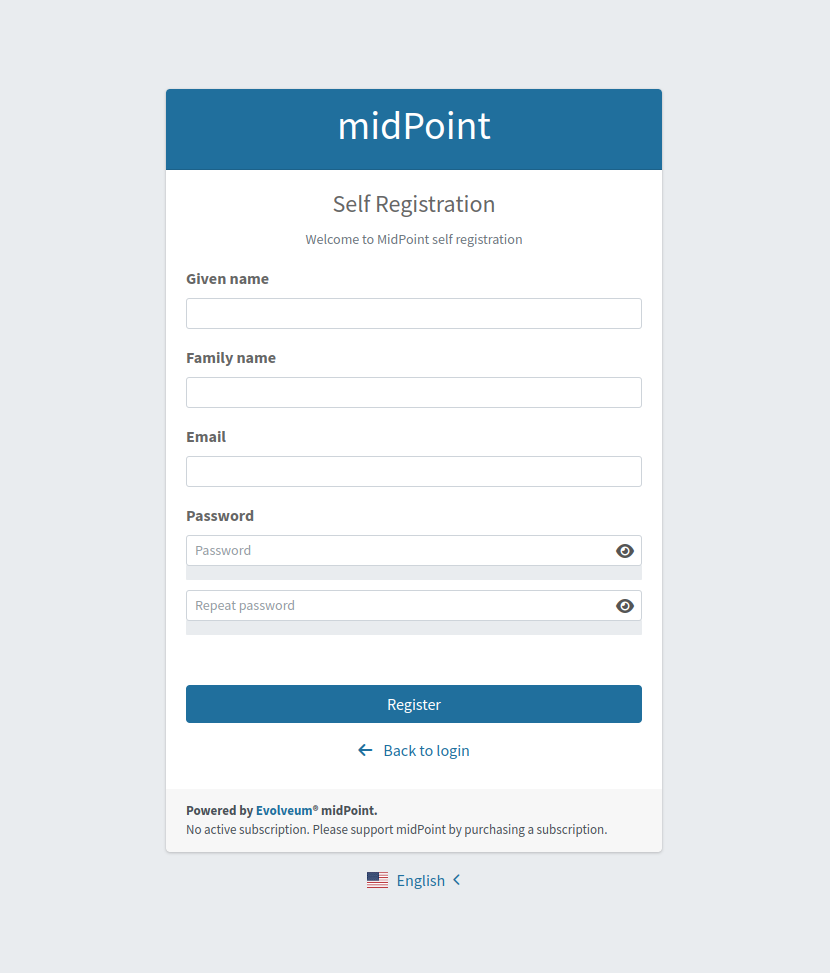 midPoint
Self Registration
Welcome to MidPoint self registration
Given name
Family name
Email
Password
Password
Repeat password
Register
Back to login
Powered by Evolveum® midPoint.
No active subscription. Please support midPoint by purchasing a subscription.
English